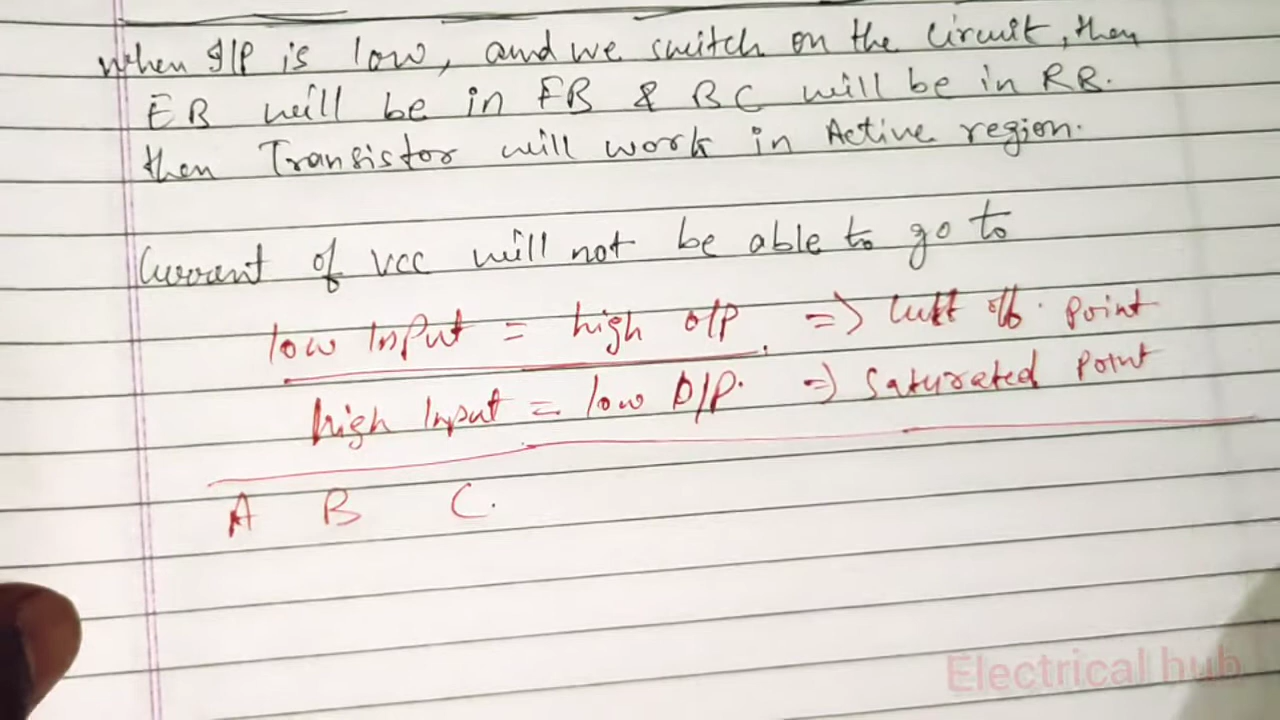 when I/P is low, and we switch on the circuit, then
EB will be in FB & BC will be in RB.
then Transistor will work in Active region.
Current of VCC will not be able to go to
low Input = high O/P. => Cutt off. Point
high Input = low O/P. => Saturated Point
A B C.
Electrical hub